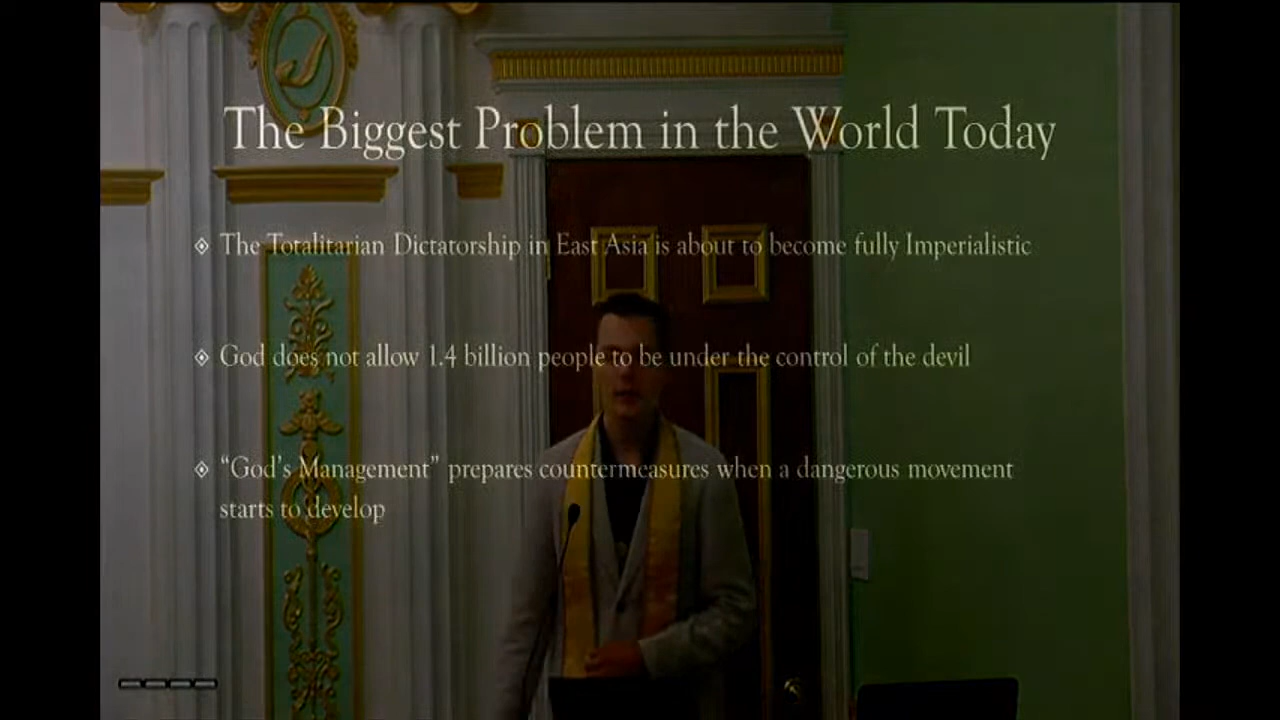 The Biggest Problem in the World Today
The Totalitarian Dictatorship in East Asia is about to become fully Imperialistic
God does not allow 1.4 billion people to be under the control of the devil
“God’s Management” prepares countermeasures when a dangerous movement
starts to develop